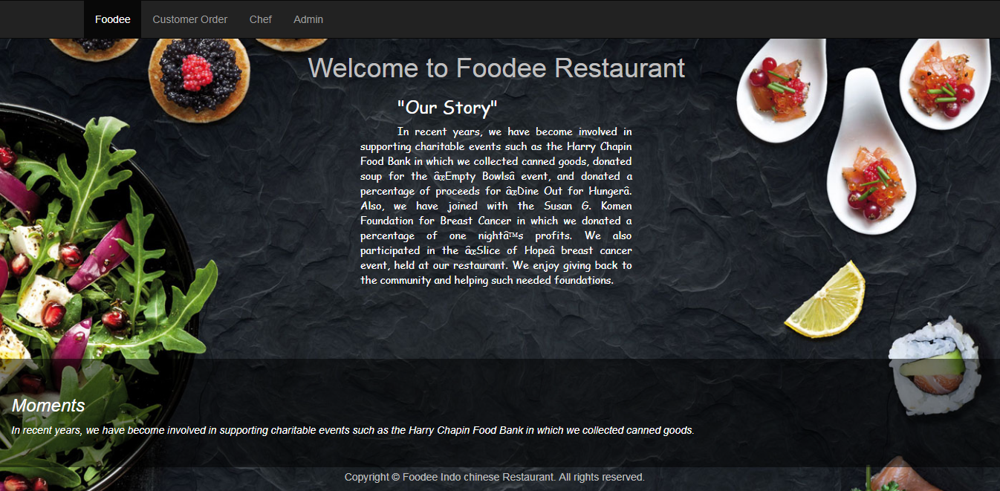 Foodee Customer Order Chef Admin
Welcome to Foodee Restaurant
"Our Story"
In recent years, we have become involved in
supporting charitable events such as the Harry Chapin
Food Bank in which we collected canned goods, donated
soup for the âœEmpty Bowlsâ event, and donated a
percentage of proceeds for âœDine Out for Hungerâ.
Also, we have joined with the Susan G. Komen
Foundation for Breast Cancer in which we donated a
percentage of one nightâ™s profits. We also
participated in the âœSlice of Hopeâ breast cancer
event, held at our restaurant. We enjoy giving back to
the community and helping such needed foundations.
Moments
In recent years, we have become involved in supporting charitable events such as the Harry Chapin Food Bank in which we collected canned goods.
Copyright © Foodee Indo chinese Restaurant. All rights reserved.